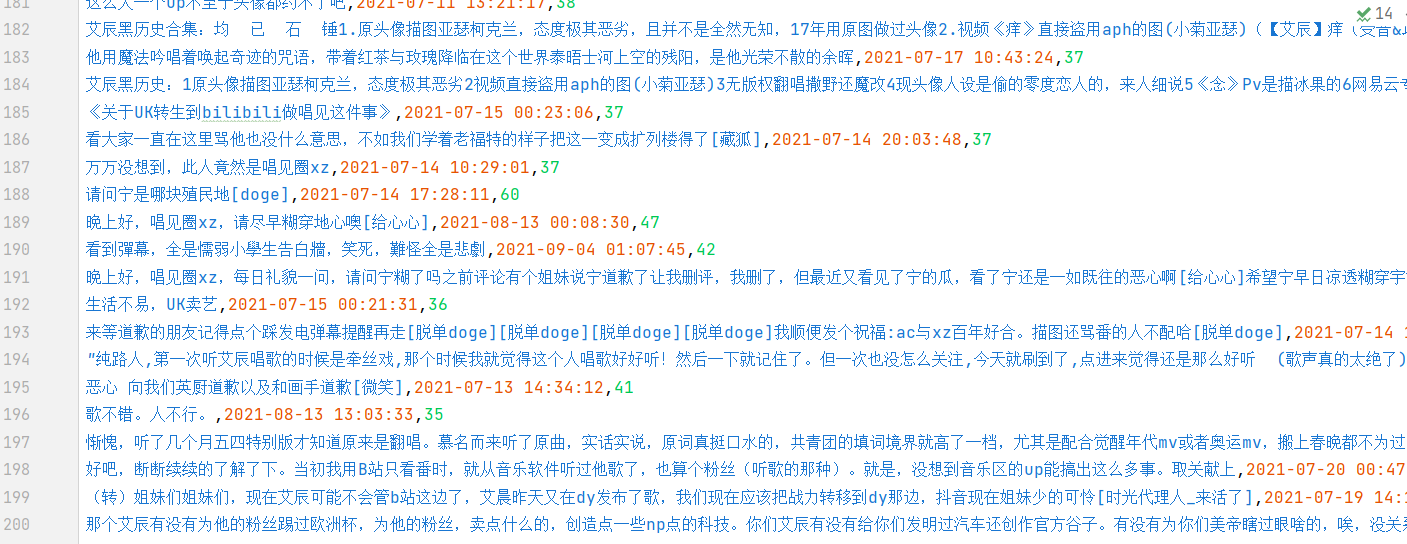 181 这么大一个up不至于头像都约不了吧,2021-07-11 13:21:17,38
14
182 艾辰黑历史合集：均 已 石 锤1.原头像描图亚瑟柯克兰，态度极其恶劣，且并不是全然无知，17年用原图做过头像2.视频《痒》直接盗用aph的图(小菊亚瑟)（【艾辰】痒（受音&
183 他用魔法吟唱着唤起奇迹的咒语，带着红茶与玫瑰降临在这个世界泰晤士河上空的残阳，是他光荣不散的余晖,2021-07-17 10:43:24,37
184 艾辰黑历史：1原头像描图亚瑟柯克兰，态度极其恶劣2视频直接盗用aph的图(小菊亚瑟)3无版权翻唱撒野还魔改4现头像人设是偷的零度恋人的，来人细说5《念》Pv是描冰果的6网易云专
185 《关于UK转生到bilibili做唱见这件事》,2021-07-15 00:23:06,37
186 看大家一直在这里骂他也没什么意思，不如我们学着老福特的样子把这一变成扩列楼得了[藏狐],2021-07-14 20:03:48,37
187 万万没想到，此人竟然是唱见圈xz,2021-07-14 10:29:01,37
188 请问宁是哪块殖民地[doge],2021-07-14 17:28:11,60
189 晚上好，唱见圈xz，请尽早糊穿地心噢[给心心],2021-08-13 00:08:30,47
190 看到彈幕，全是懦弱小學生告白牆，笑死，難怪全是悲劇,2021-09-04 01:07:45,42
191 晚上好，唱见圈xz，每日礼貌一问，请问宁糊了吗之前评论有个姐妹说宁道歉了让我删评，我删了，但最近又看见了宁的瓜，看了宁还是一如既往的恶心啊[给心心]希望宁早日凉透糊穿宇
192 生活不易，UK卖艺,2021-07-15 00:21:31,36
193 来等道歉的朋友记得点个踩发电弹幕提醒再走[脱单doge][脱单doge][脱单doge][脱单doge]我顺便发个祝福:ac与xz百年好合。描图还骂番的人不配哈[脱单doge],2021-07-14 1
194 "纯路人,第一次听艾辰唱歌的时候是牵丝戏,那个时候我就觉得这个人唱歌好好听！然后一下就记住了。但一次也没怎么关注,今天就刷到了,点进来觉得还是那么好听 (歌声真的太绝了)
195 恶心 向我们英厨道歉以及和画手道歉[微笑],2021-07-13 14:34:12,41
196 歌不错。人不行。,2021-08-13 13:03:33,35
197 惭愧，听了几个月五四特别版才知道原来是翻唱。慕名而来听了原曲，实话实说，原词真挺口水的，共青团的填词境界就高了一档，尤其是配合觉醒年代mv或者奥运mv，搬上春晚都不为过
198 好吧，断断续续的了解了下。当初我用B站只看番时，就从音乐软件听过他歌了，也算个粉丝（听歌的那种）。就是，没想到音乐区的up能搞出这么多事。取关献上,2021-07-20 00:47
199 （转）姐妹们姐妹们，现在艾辰可能不会管b站这边了，艾晨昨天又在dy发布了歌，我们现在应该把战力转移到dy那边，抖音现在姐妹少的可怜[时光代理人_来活了],2021-07-19 14:1
200 那个艾辰有没有为他的粉丝踢过欧洲杯，为他的粉丝，卖点什么的，创造点一些np点的科技。你们艾辰有没有给你们发明过汽车还创作官方谷子。有没有为你们美帝瞎过眼啥的，唉，没关系